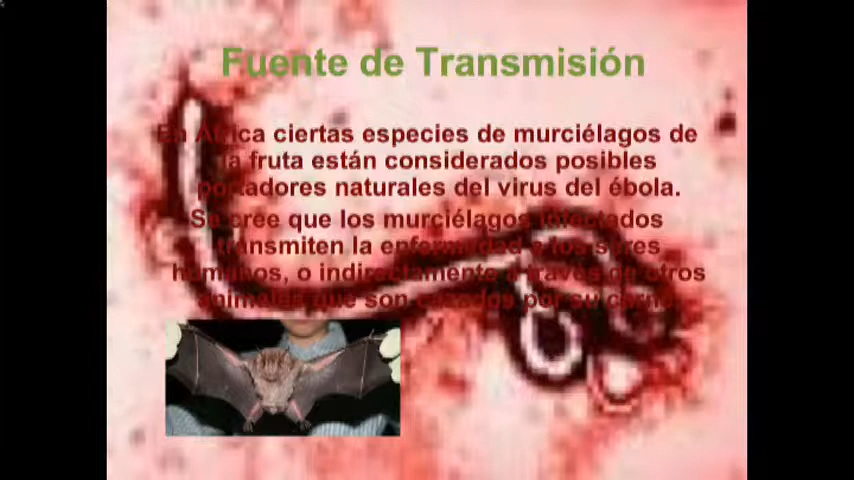 Fuente de Transmisión
En África ciertas especies de murciélagos de
la fruta están considerados posibles
portadores naturales del virus del ébola.
Se cree que los murciélagos infectados
transmiten la enfermedad a los seres
humanos, o indirectamente a través de otros
animales que son cazados por su carne